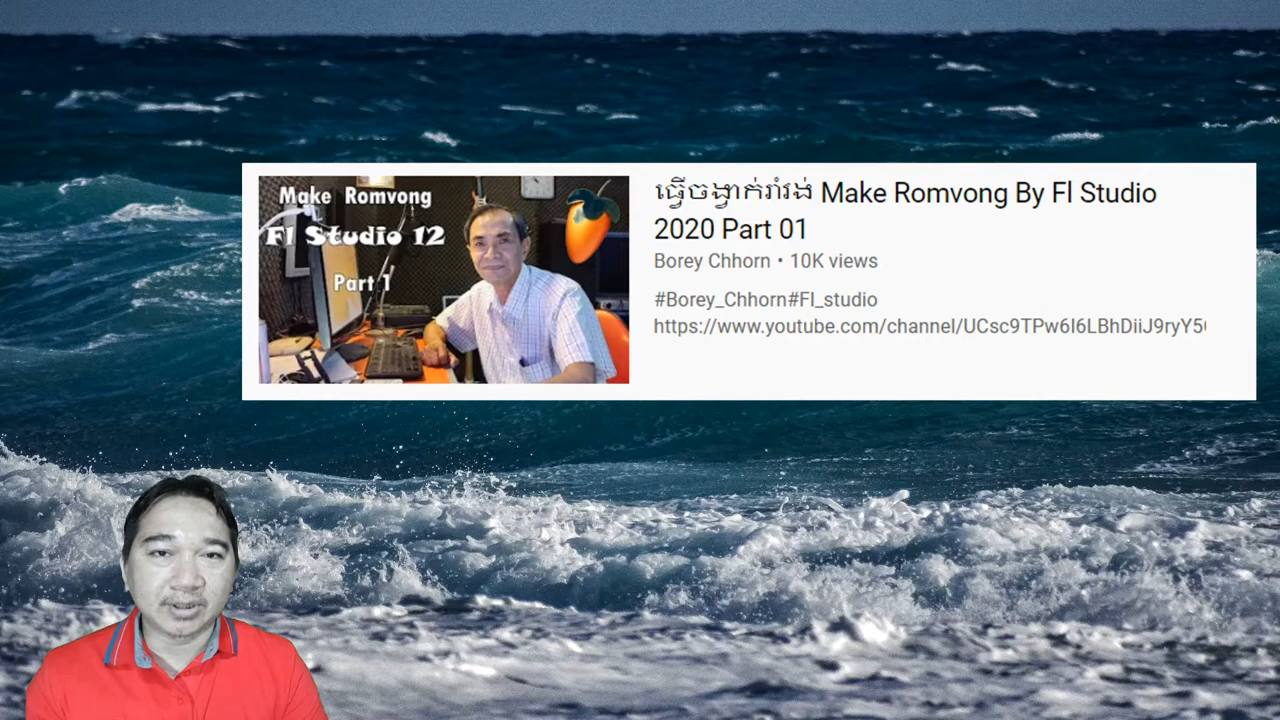 Make Romvong
Fl Studio 12
Part 1
ធ្វើចង្វាក់រាំវង់ Make Romvong By Fl Studio
2020 Part 01
Borey Chhorn • 10K views
#Borey_Chhorn#Fl_studio
https://www.youtube.com/channel/UCsc9TPw6I6LBhDiiJ9ryY5